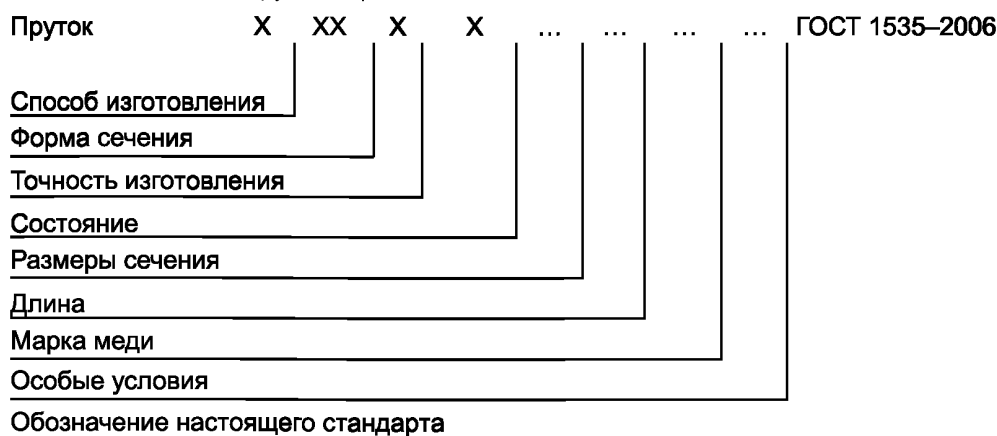 Пруток Х ХХ Х Х ... ... ... ... ГОСТ 1535–2006
Способ изготовления
Форма сечения
Точность изготовления
Состояние
Размеры сечения
Длина
Марка меди
Особые условия
Обозначение настоящего стандарта